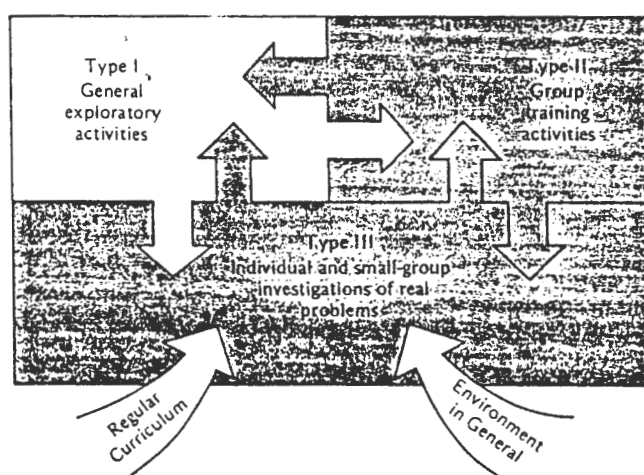 Type I
General
exploratory
activities
Type II
Group
training
activities
Type III
Individual and small-group
investigations of real
problems
Regular
Curriculum
Environment
in General